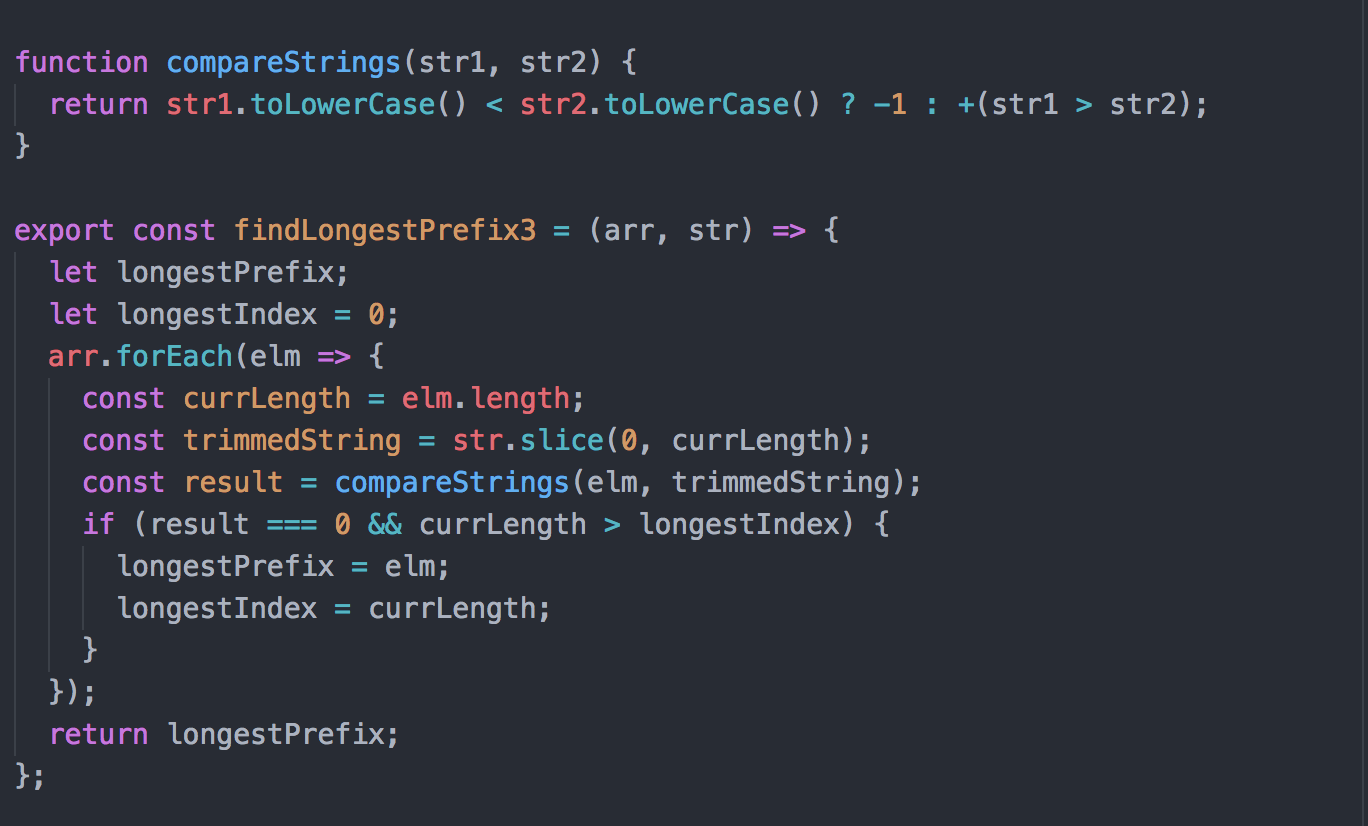 function compareStrings(str1, str2) {
  return str1.toLowerCase() < str2.toLowerCase() ? -1 : +(str1 > str2);
}

export const findLongestPrefix3 = (arr, str) => {
  let longestPrefix;
  let longestIndex = 0;
  arr.forEach(elm => {
    const currLength = elm.length;
    const trimmedString = str.slice(0, currLength);
    const result = compareStrings(elm, trimmedString);
    if (result === 0 && currLength > longestIndex) {
      longestPrefix = elm;
      longestIndex = currLength;
    }
  });
  return longestPrefix;
};